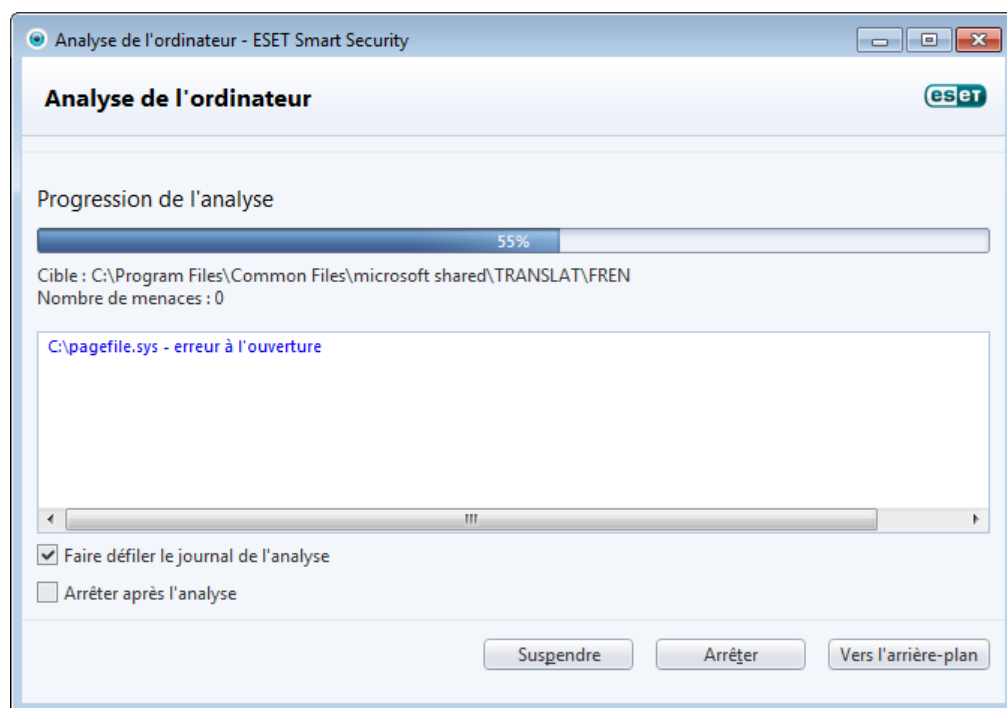 Analyse de l'ordinateur - ESET Smart Security
Analyse de l'ordinateur
eseT
Progression de l'analyse
55%
Cible : C:\Program Files\Common Files\microsoft shared\TRANSLAT\FREN
Nombre de menaces : 0
C:\pagefile.sys - erreur à l'ouverture
Faire défiler le journal de l'analyse
Arrêter après l'analyse
Suspendre
Arrêter
Vers l'arrière-plan